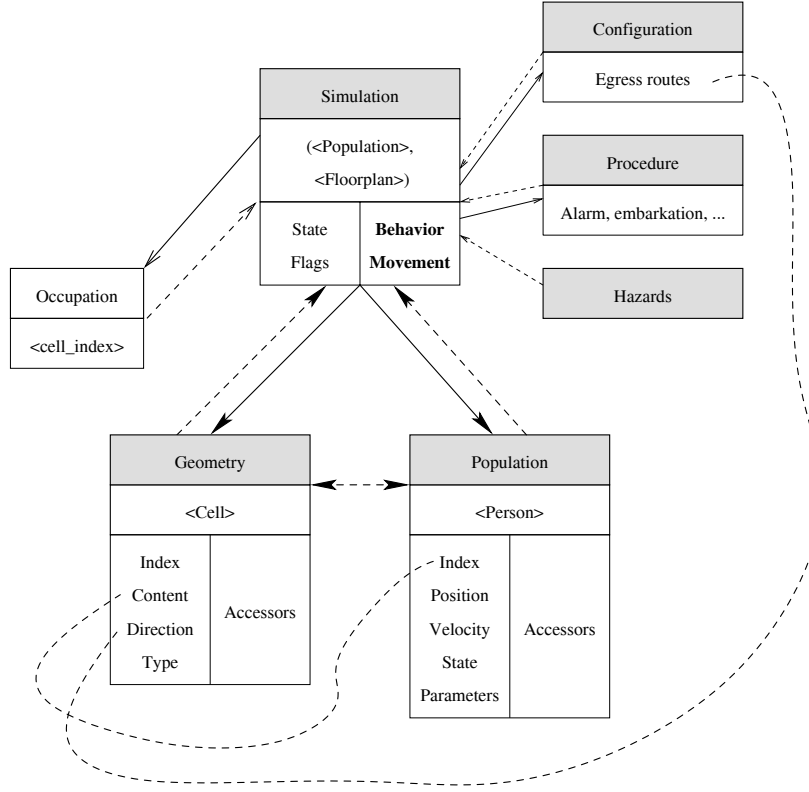 Configuration
Egress routes
Simulation
(<Population>,
<Floorplan>)
State
Flags
Behavior
Movement
Procedure
Alarm, embarkation, ...
Hazards
Occupation
<cell_index>
Geometry
<Cell>
Index
Content
Direction
Type
Accessors
Population
<Person>
Index
Position
Velocity
State
Parameters
Accessors